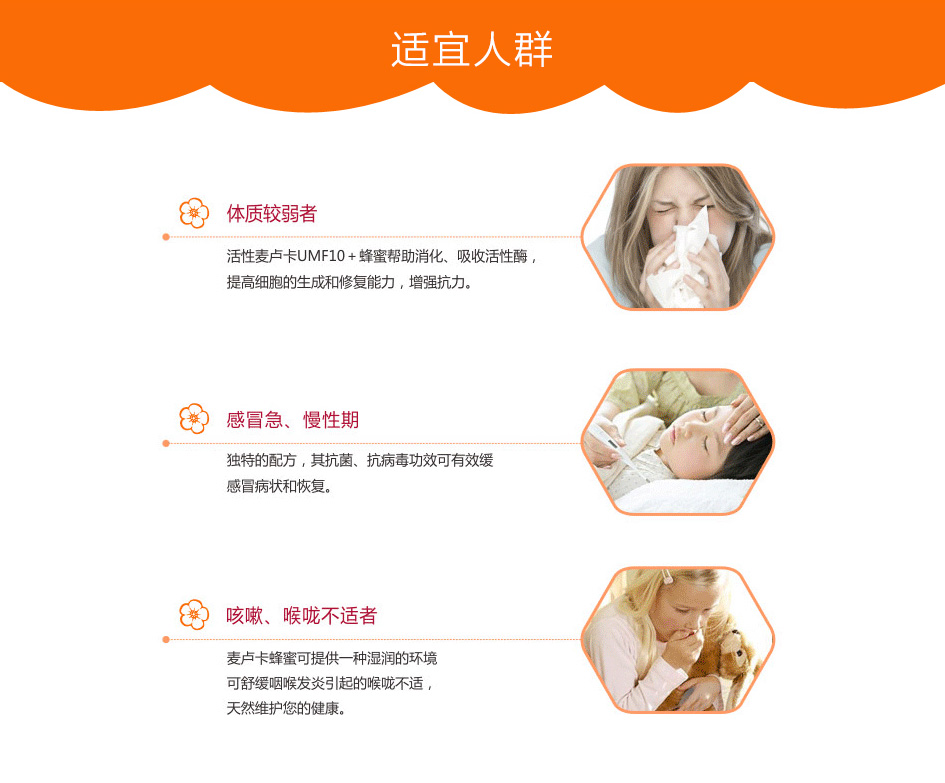 适宜人群
体质较弱者
活性麦卢卡UMF10+蜂蜜帮助消化、吸收活性酶，
提高细胞的生成和修复能力，增强抗力。
感冒急、慢性期
独特的配方，其抗菌、抗病毒功效可有效缓
感冒病状和恢复。
咳嗽、喉咙不适者
麦卢卡蜂蜜可提供一种湿润的环境
可舒缓咽喉发炎引起的喉咙不适，
天然维护您的健康。